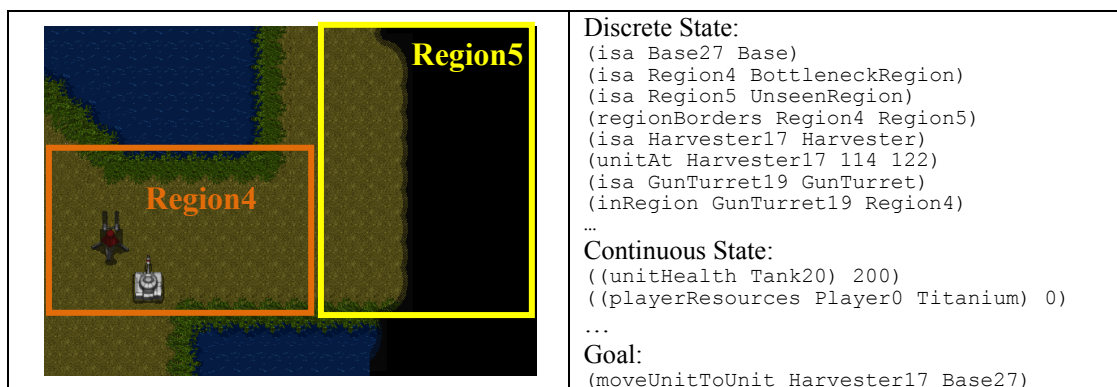 Region5
Region4
Discrete State:
(isa Base27 Base)
(isa Region4 BottleneckRegion)
(isa Region5 UnseenRegion)
(regionBorders Region4 Region5)
(isa Harvester17 Harvester)
(unitAt Harvester17 114 122)
(isa GunTurret19 GunTurret)
(inRegion GunTurret19 Region4)
…
Continuous State:
((unitHealth Tank20) 200)
((playerResources Player0 Titanium) 0)
…
Goal:
(moveUnitToUnit Harvester17 Base27)